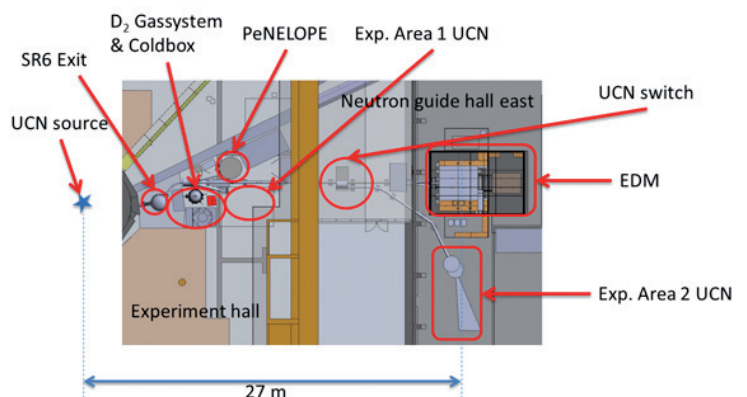 D2 Gassystem
& Coldbox
PeNELOPE
Exp. Area 1 UCN
SR6 Exit
UCN switch
Neutron guide hall east
UCN source
EDM
Exp. Area 2 UCN
Experiment hall
27 m